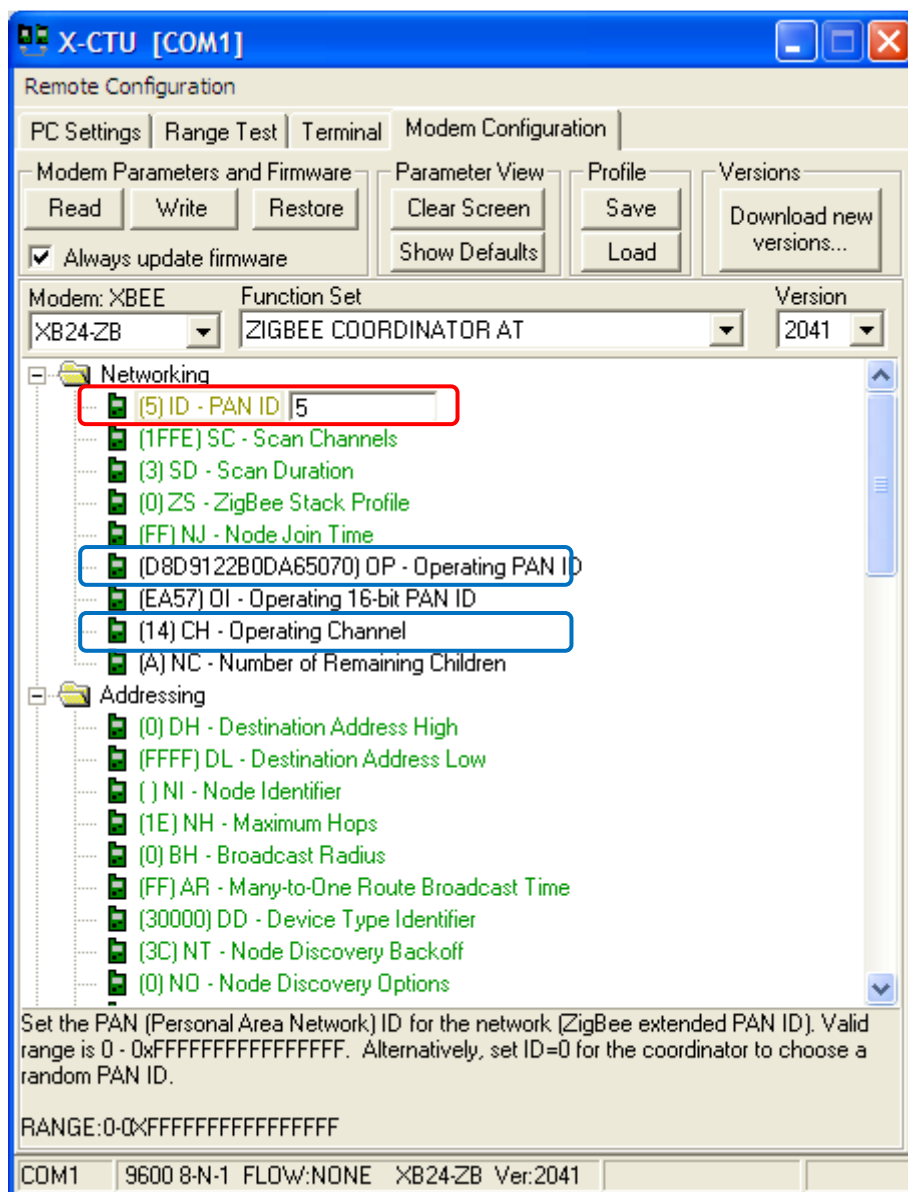 X-CTU [COM1]
Remote Configuration
PC Settings Range Test Terminal Modem Configuration
Modem Parameters and Firmware Parameter View Profile Versions
Read Write Restore Clear Screen Save Download new versions...
Always update firmware Show Defaults Load
Modem: XBEE Function Set Version
XB24-ZB ZIGBEE COORDINATOR AT 2041
Networking
(5) ID - PAN ID 5
(1FFE) SC - Scan Channels
(3) SD - Scan Duration
(0) ZS - ZigBee Stack Profile
(FF) NJ - Node Join Time
(D8D9122B0DA65070) OP - Operating PAN ID
(EA57) OI - Operating 16-bit PAN ID
(14) CH - Operating Channel
(A) NC - Number of Remaining Children
Addressing
(0) DH - Destination Address High
(FFFF) DL - Destination Address Low
( ) NI - Node Identifier
(1E) NH - Maximum Hops
(0) BH - Broadcast Radius
(FF) AR - Many-to-One Route Broadcast Time
(30000) DD - Device Type Identifier
(3C) NT - Node Discovery Backoff
(0) NO - Node Discovery Options
Set the PAN (Personal Area Network) ID for the network (ZigBee extended PAN ID). Valid
range is 0 - 0xFFFFFFFFFFFFFFFF. Alternatively, set ID=0 for the coordinator to choose a
random PAN ID.
RANGE:0-0XFFFFFFFFFFFFFFFF
COM1 9600 8-N-1 FLOW:NONE XB24-ZB Ver:2041